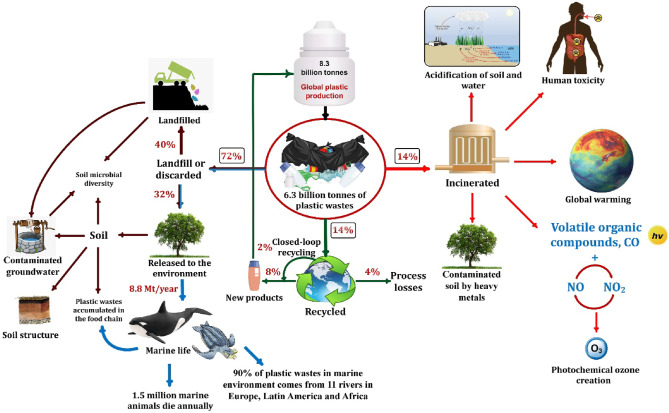 8.3
billion tonnes
Global plastic
production
Acidification of soil and
water
Human toxicity
Landfilled
40%
72%
Landfill or
discarded
6.3 billion tonnes of
plastic wastes
14%
Incinerated
Global warming
Soil microbial
diversity
32%
14%
Volatile organic
compounds, CO
hv
+
Soil
Contaminated
groundwater
Released to the
environment
2%
Closed-loop
recycling
8%
4%
New products
Process
losses
Recycled
Contaminated
soil by heavy
metals
NO
NO₂
8.8 Mt/year
Soil structure
Plastic wastes
accumulated in
the food chain
Marine life
O₃
Photochemical ozone
creation
90% of plastic wastes in marine
environment comes from 11 rivers in
Europe, Latin America and Africa
1.5 million marine
animals die annually